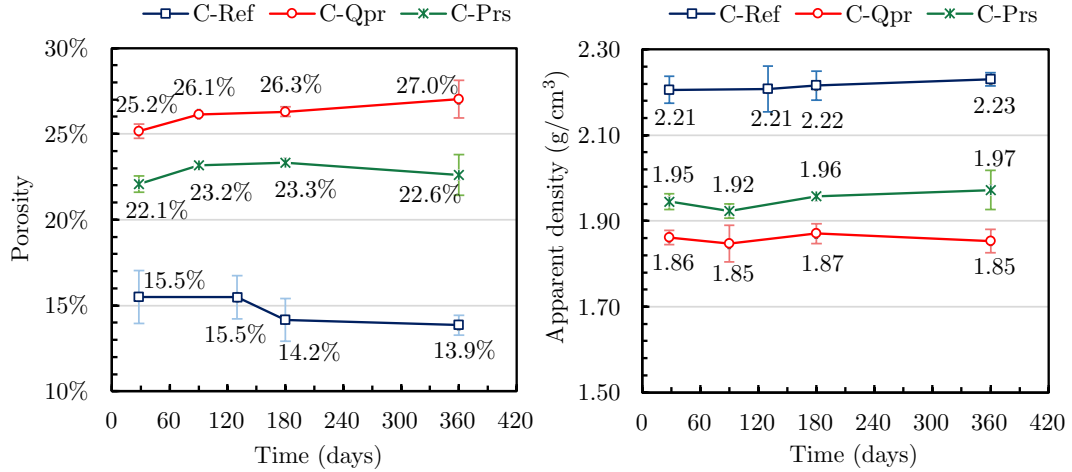 C-Ref C-Qpr C-Prs
30%
25%
20%
15%
10%
Porosity
25.2% 26.1% 26.3% 27.0%
22.1% 23.2% 23.3% 22.6%
15.5% 15.5% 14.2% 13.9%
0 60 120 180 240 300 360 420
Time (days)
C-Ref C-Qpr C-Prs
2.30
2.10
1.90
1.70
1.50
Apparent density (g/cm³)
2.21 2.21 2.22 2.23
1.95 1.92 1.96 1.97
1.86 1.85 1.87 1.85
0 60 120 180 240 300 360 420
Time (days)